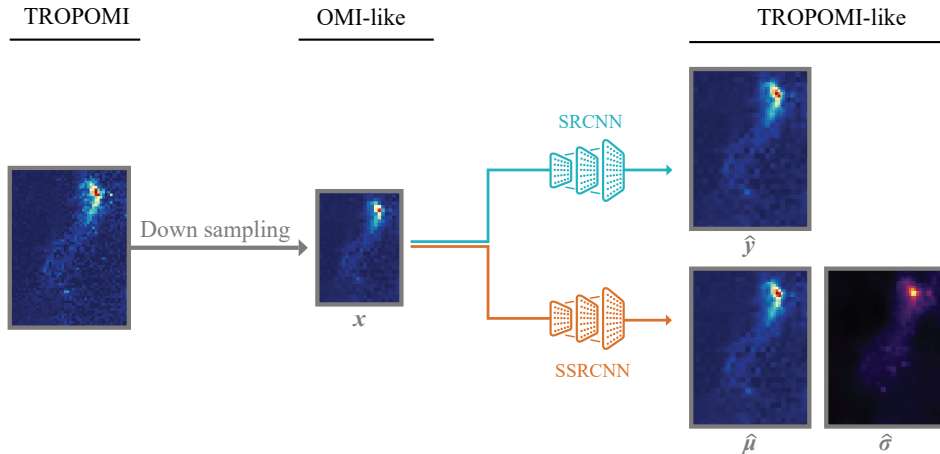 TROPOMI
OMI-like
TROPOMI-like
SRCNN
ŷ
Down sampling
x
SSRCNN
μ̂
σ̂